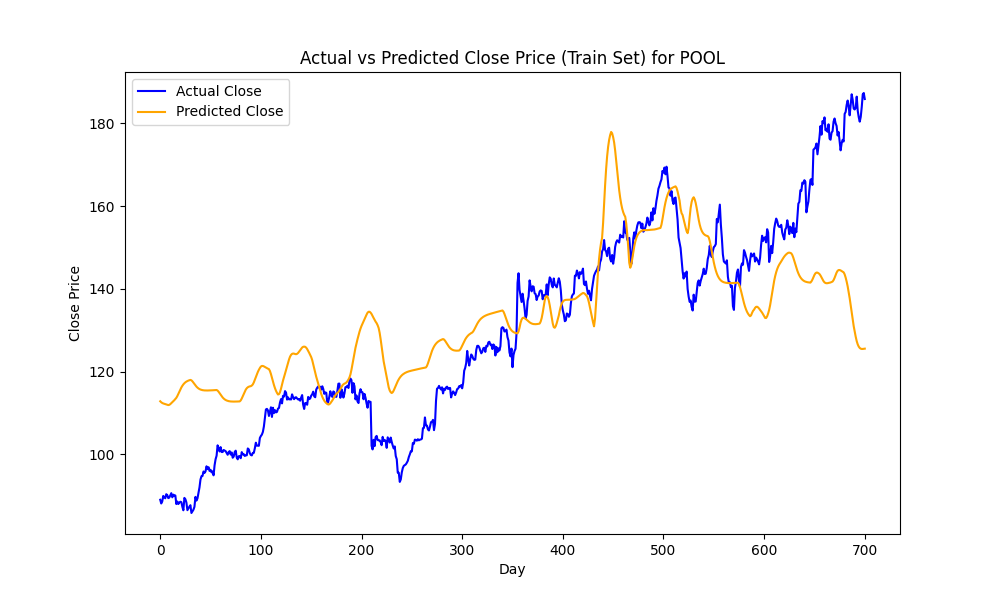 Actual vs Predicted Close Price (Train Set) for POOL
Actual Close
Predicted Close
Close Price
180
160
140
120
100
0 100 200 300 400 500 600 700
Day